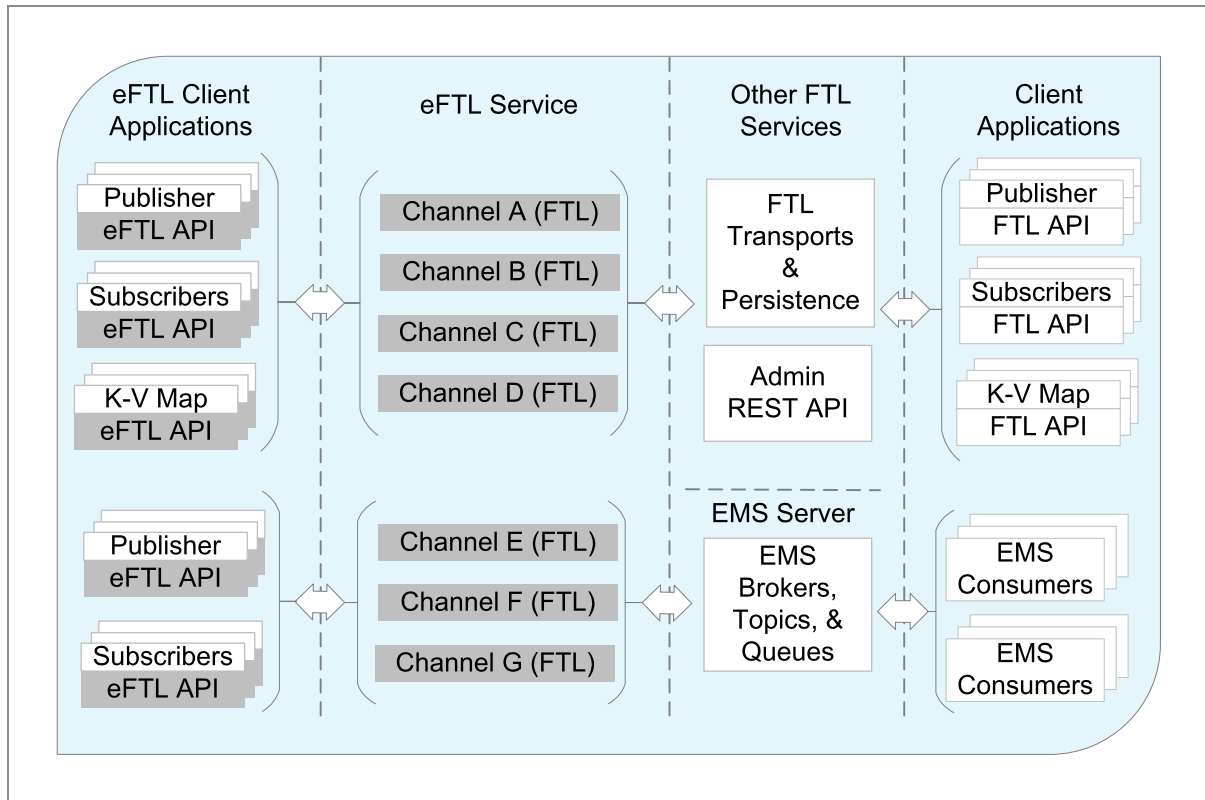 eFTL Client
Applications
Publisher
eFTL API
Subscribers
eFTL API
K-V Map
eFTL API
Publisher
eFTL API
Subscribers
eFTL API
eFTL Service
Channel A (FTL)
Channel B (FTL)
Channel C (FTL)
Channel D (FTL)
Channel E (FTL)
Channel F (FTL)
Channel G (FTL)
Other FTL
Services
FTL
Transports
&
Persistence
Admin
REST API
EMS Server
EMS
Brokers,
Topics, &
Queues
Client
Applications
Publisher
FTL API
Subscribers
FTL API
K-V Map
FTL API
EMS
Consumers
EMS
Consumers